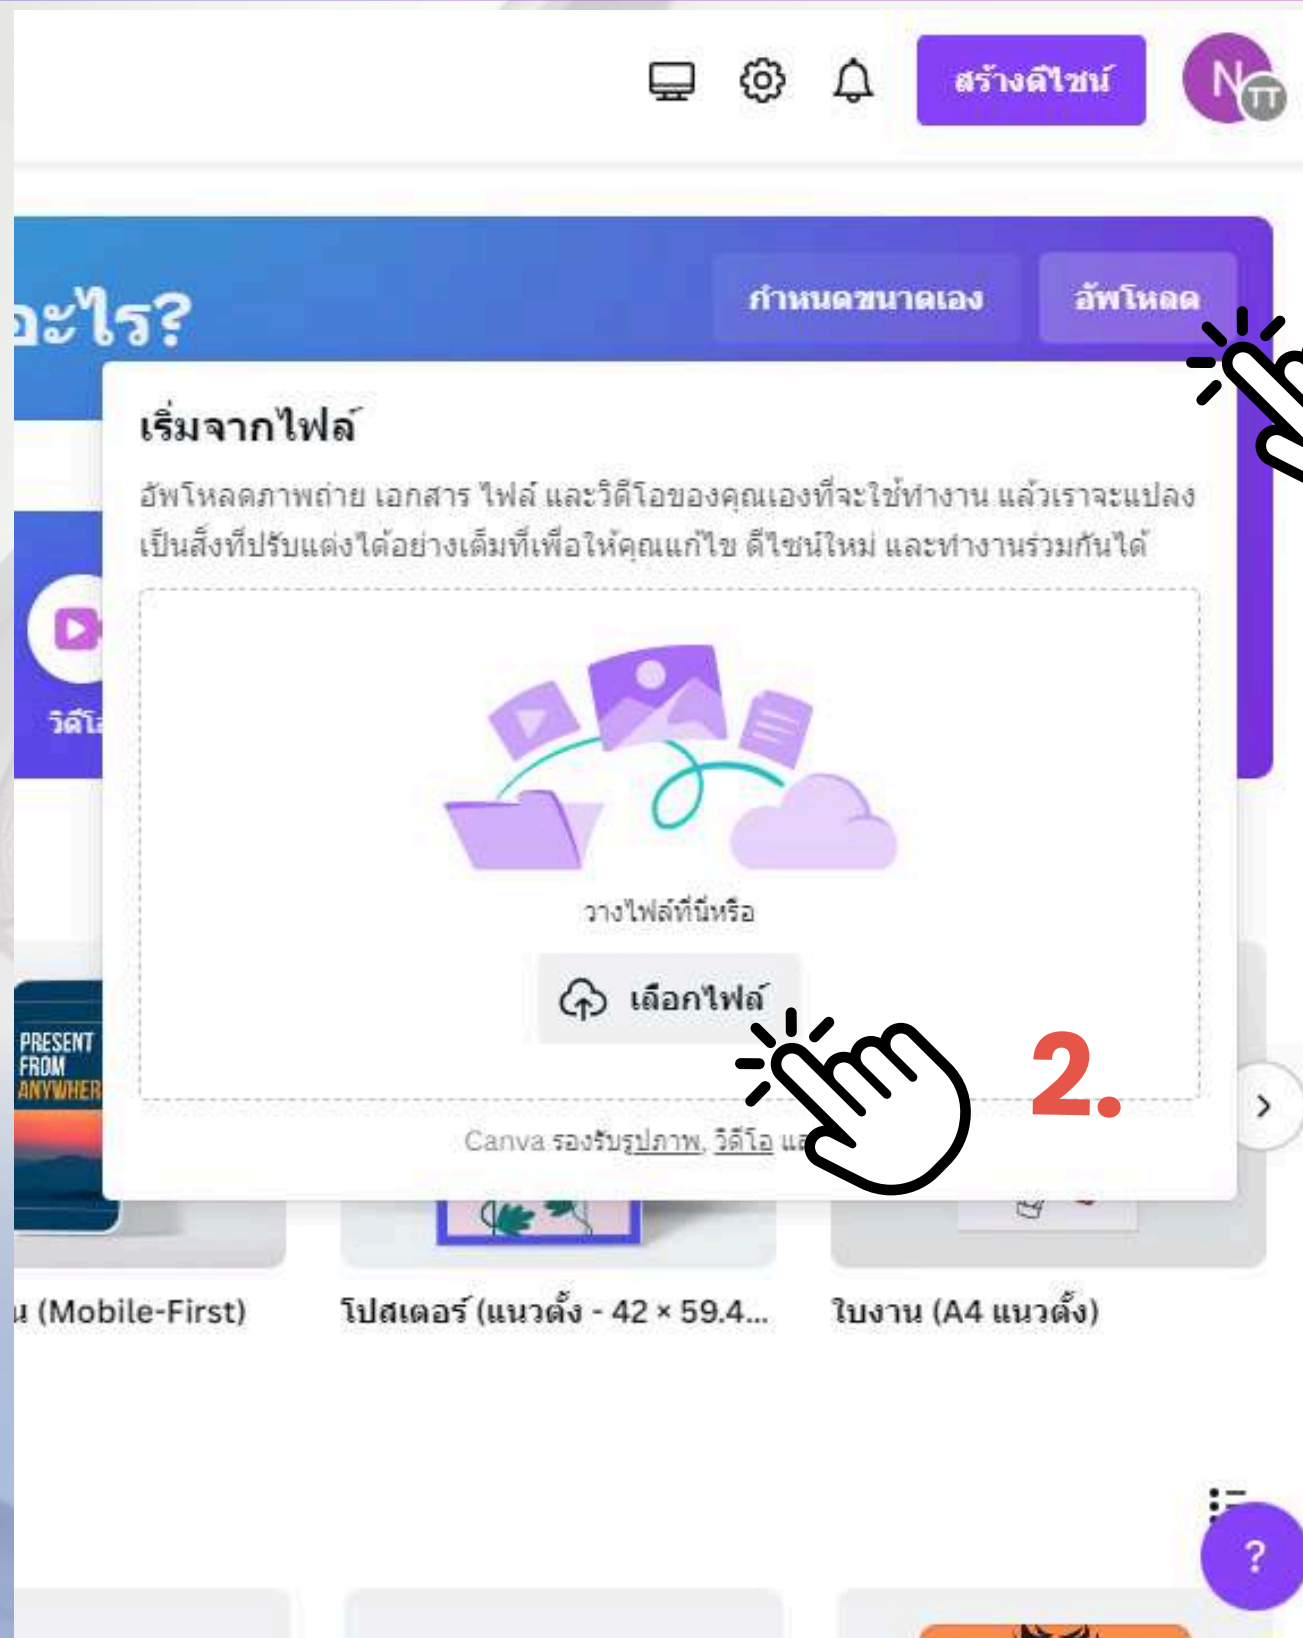 สร้างดีไซน์
N
TT
อะไร?
กำหนดขนาดเอง
อัพโหลด
เริ่มจากไฟล์
อัพโหลดภาพถ่าย เอกสาร ไฟล์ และวิดีโอของคุณเองที่จะใช้ทำงาน แล้วเราจะแปลง
เป็นสิ่งที่ปรับแต่งได้อย่างเต็มที่เพื่อให้คุณแก้ไข ดีไซน์ใหม่ และทำงานร่วมกันได้
วิดีโอ
วางไฟล์ที่นี่หรือ
เลือกไฟล์
2.
PRESENT
FROM
Canva รองรับรูปภาพ, วิดีโอ
(Mobile-First)
โปสเตอร์ (แนวตั้ง - 42 × 59.4...
ใบงาน (A4 แนวตั้ง)
?